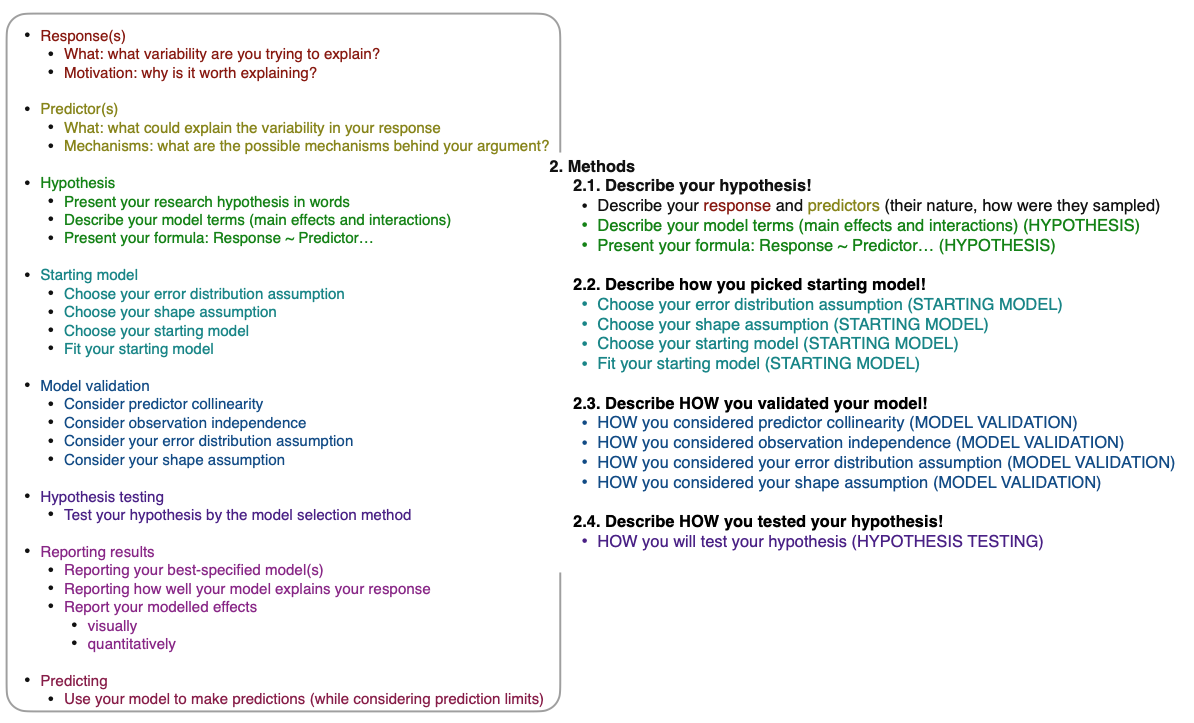 • Response(s)
• What: what variability are you trying to explain?
• Motivation: why is it worth explaining?
• Predictor(s)
• What: what could explain the variability in your response
• Mechanisms: what are the possible mechanisms behind your argument?
• Hypothesis
• Present your research hypothesis in words
• Describe your model terms (main effects and interactions)
• Present your formula: Response ~ Predictor…
• Starting model
• Choose your error distribution assumption
• Choose your shape assumption
• Choose your starting model
• Fit your starting model
• Model validation
• Consider predictor collinearity
• Consider observation independence
• Consider your error distribution assumption
• Consider your shape assumption
• Hypothesis testing
• Test your hypothesis by the model selection method
• Reporting results
• Reporting your best-specified model(s)
• Reporting how well your model explains your response
• Report your modelled effects
• visually
• quantitatively
• Predicting
• Use your model to make predictions (while considering prediction limits)
2. Methods
2.1. Describe your hypothesis!
• Describe your response and predictors (their nature, how were they sampled)
• Describe your model terms (main effects and interactions) (HYPOTHESIS)
• Present your formula: Response ~ Predictor… (HYPOTHESIS)
2.2. Describe how you picked starting model!
• Choose your error distribution assumption (STARTING MODEL)
• Choose your shape assumption (STARTING MODEL)
• Choose your starting model (STARTING MODEL)
• Fit your starting model (STARTING MODEL)
2.3. Describe HOW you validated your model!
• HOW you considered predictor collinearity (MODEL VALIDATION)
• HOW you considered observation independence (MODEL VALIDATION)
• HOW you considered your error distribution assumption (MODEL VALIDATION)
• HOW you considered your shape assumption (MODEL VALIDATION)
2.4. Describe HOW you tested your hypothesis!
• HOW you will test your hypothesis (HYPOTHESIS TESTING)